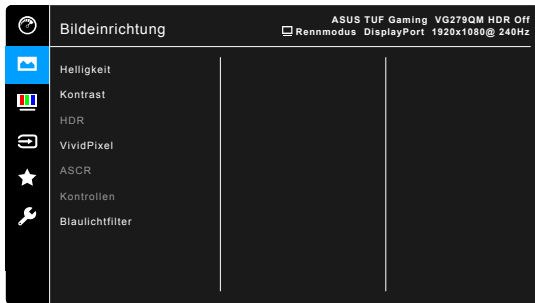 Bildeinrichtung
ASUS TUF Gaming VG279QM HDR Off
Rennmodus DisplayPort 1920x1080@ 240Hz
Helligkeit
Kontrast
HDR
VividPixel
ASCR
Kontrollen
Blaulichtfilter